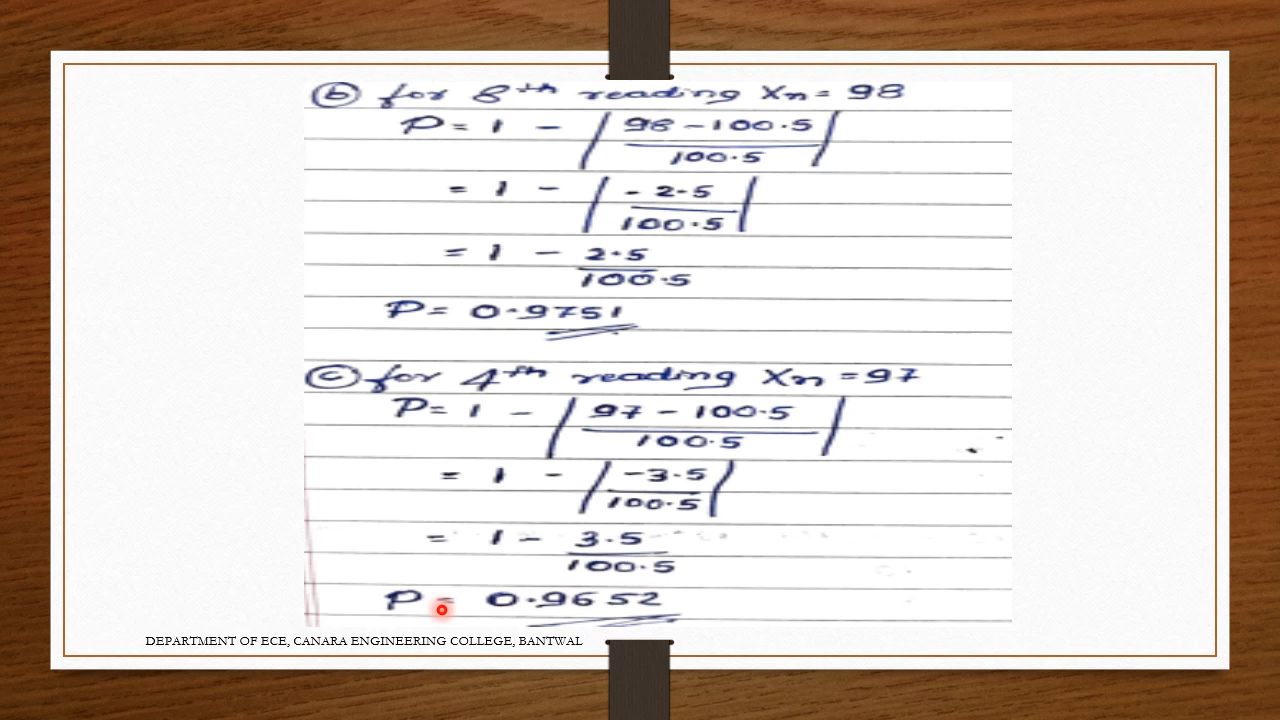 (b) for 8th reading Xn = 98
P = 1 - | 98 - 100.5 / 100.5 |
= 1 - | -2.5 / 100.5 |
= 1 - 2.5 / 100.5
P = 0.9751
(c) for 4th reading Xn = 97
P = 1 - | 97 - 100.5 / 100.5 |
= 1 - | -3.5 / 100.5 |
= 1 - 3.5 / 100.5
P = 0.9652
DEPARTMENT OF ECE, CANARA ENGINEERING COLLEGE, BANTWAL